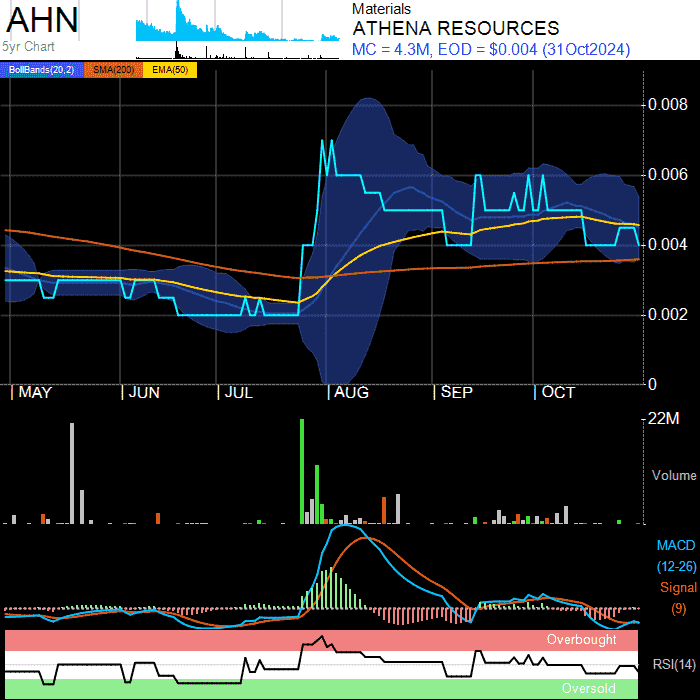 AHN
5yr Chart
Materials
ATHENA RESOURCES
MC = 4.3M, EOD = $0.004 (31Oct2024)
BollBands(20,2) SMA(200) EMA(50)
0.008
0.006
0.004
0.002
0
MAY JUN JUL AUG SEP OCT
22M
Volume
MACD
(12-26)
Signal
(9)
Overbought
RSI(14)
Oversold